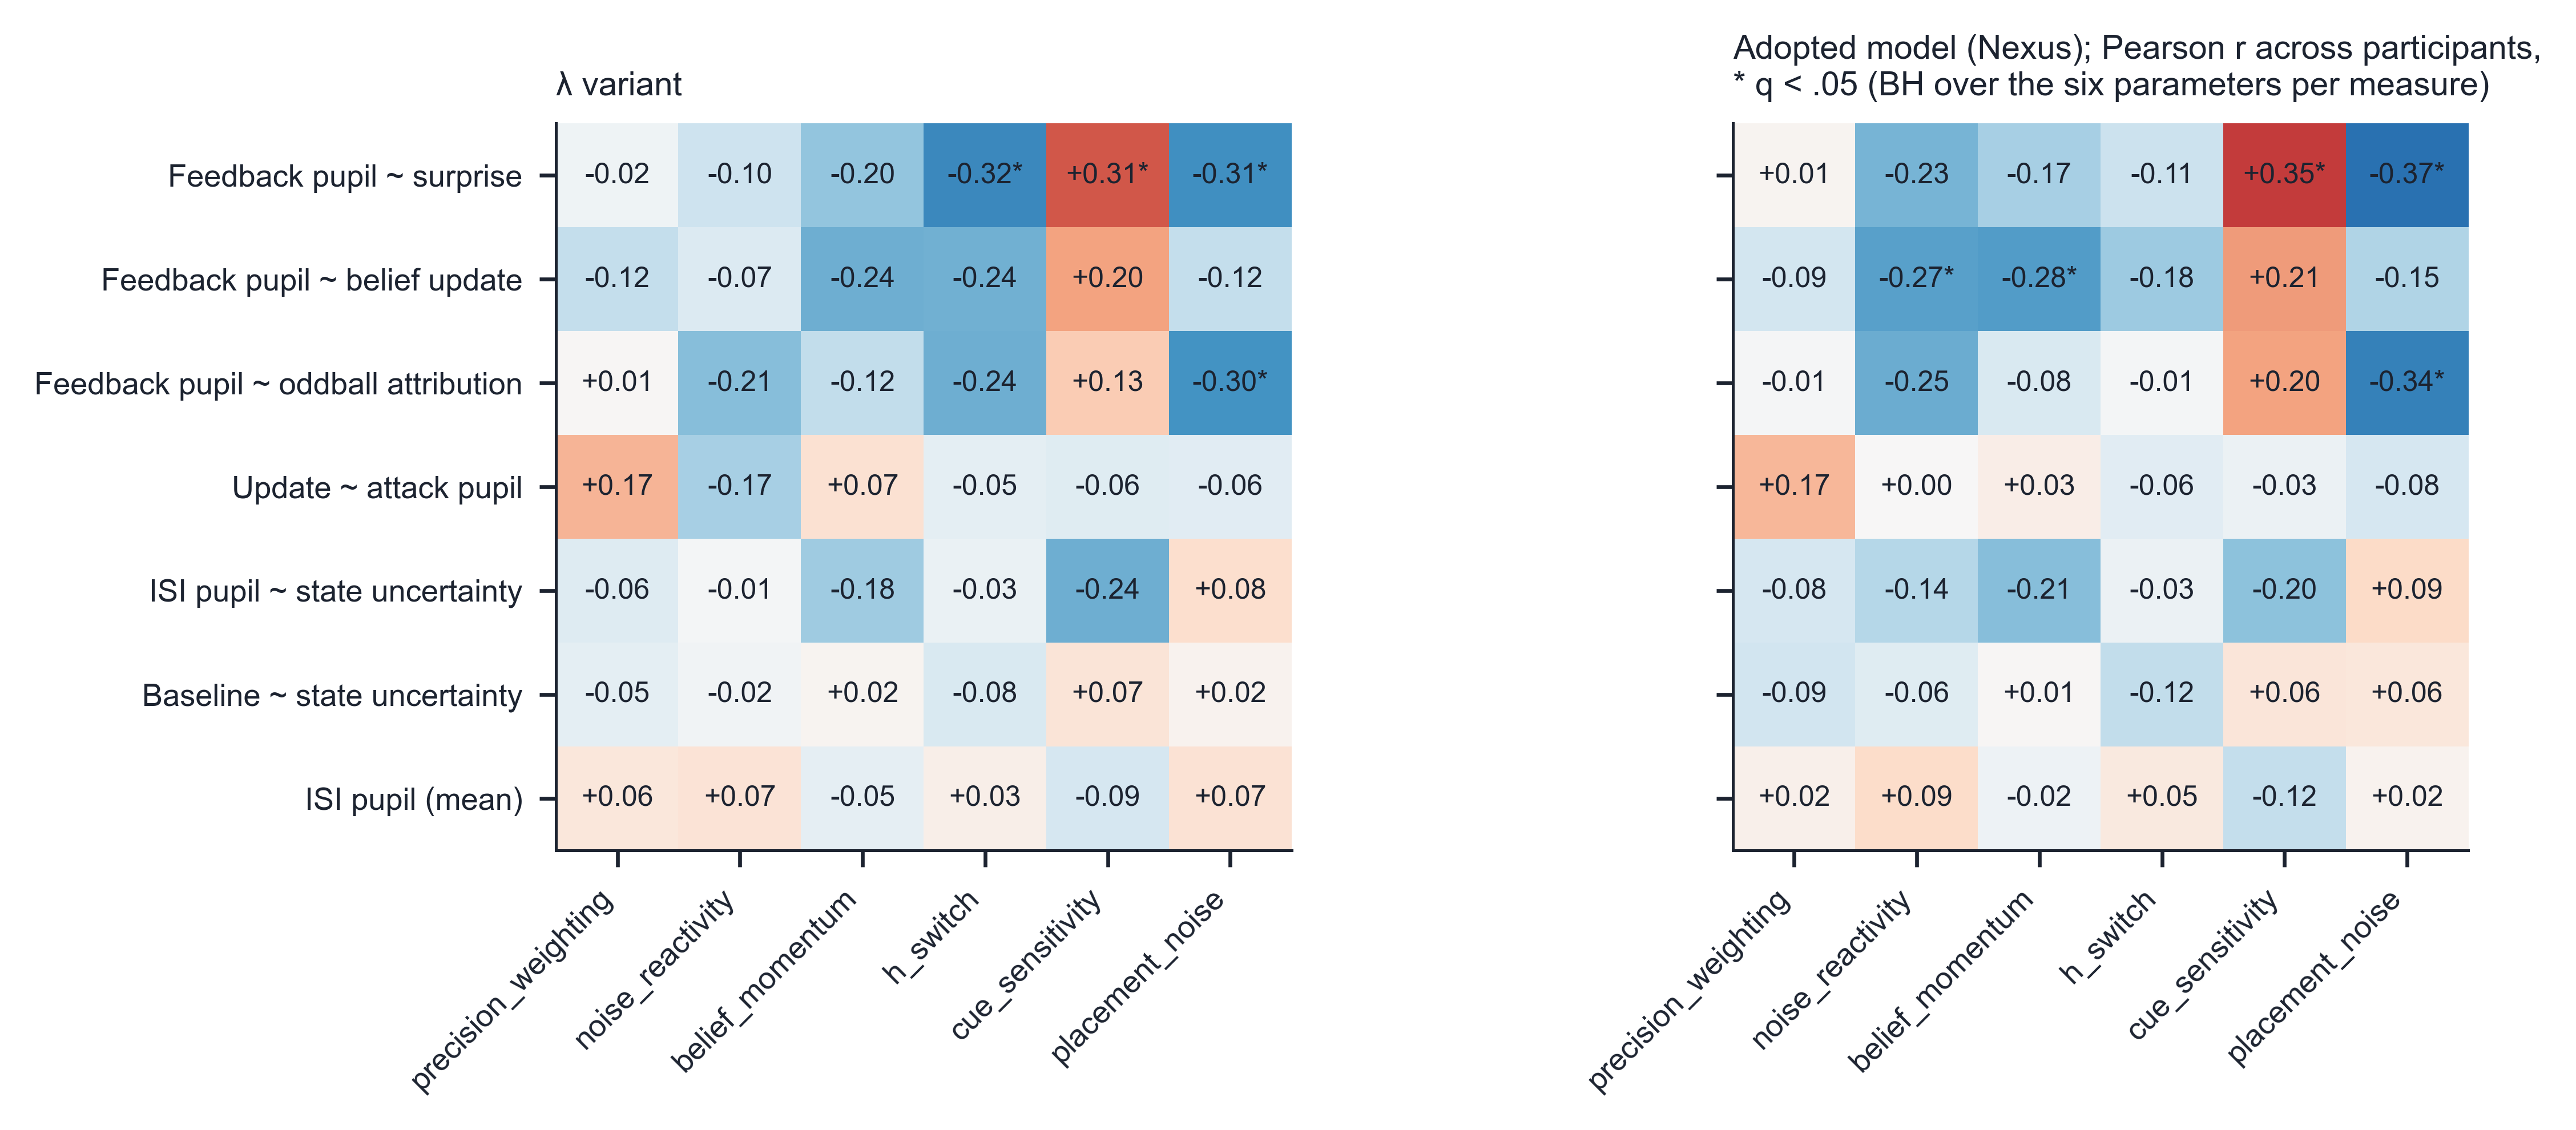 λ variant
Adopted model (Nexus); Pearson r across participants,
* q < .05 (BH over the six parameters per measure)
Feedback pupil ~ surprise
-0.02 -0.10 -0.20 -0.32* +0.31* -0.31*
+0.01 -0.23 -0.17 -0.11 +0.35* -0.37*
Feedback pupil ~ belief update
-0.12 -0.07 -0.24 -0.24 +0.20 -0.12
-0.09 -0.27* -0.28* -0.18 +0.21 -0.15
Feedback pupil ~ oddball attribution
+0.01 -0.21 -0.12 -0.24 +0.13 -0.30*
-0.01 -0.25 -0.08 -0.01 +0.20 -0.34*
Update ~ attack pupil
+0.17 -0.17 +0.07 -0.05 -0.06 -0.06
+0.17 +0.00 +0.03 -0.06 -0.03 -0.08
ISI pupil ~ state uncertainty
-0.06 -0.01 -0.18 -0.03 -0.24 +0.08
-0.08 -0.14 -0.21 -0.03 -0.20 +0.09
Baseline ~ state uncertainty
-0.05 -0.02 +0.02 -0.08 +0.07 +0.02
-0.09 -0.06 +0.01 -0.12 +0.06 +0.06
ISI pupil (mean)
+0.06 +0.07 -0.05 +0.03 -0.09 +0.07
+0.02 +0.09 -0.02 +0.05 -0.12 +0.02
precision_weighting
noise_reactivity
belief_momentum
h_switch
cue_sensitivity
placement_noise
precision_weighting
noise_reactivity
belief_momentum
h_switch
cue_sensitivity
placement_noise